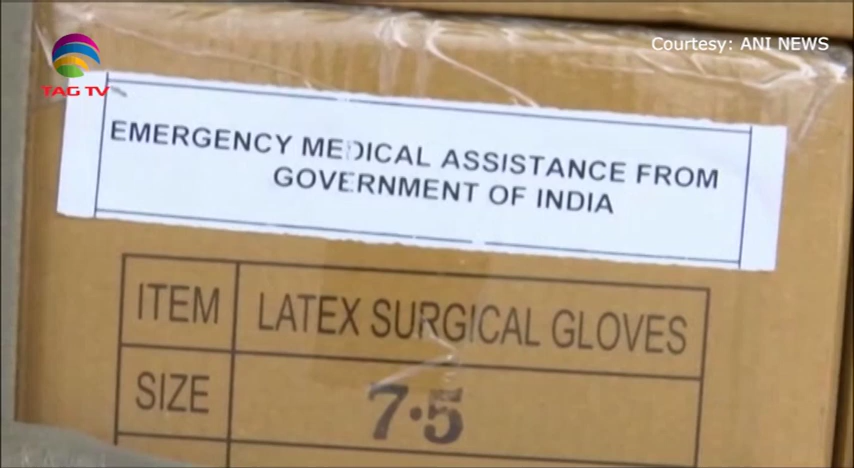 Courtesy: ANI NEWS
TAG TV
EMERGENCY MEDICAL ASSISTANCE FROM
GOVERNMENT OF INDIA
ITEM LATEX SURGICAL GLOVES
SIZE 7.5